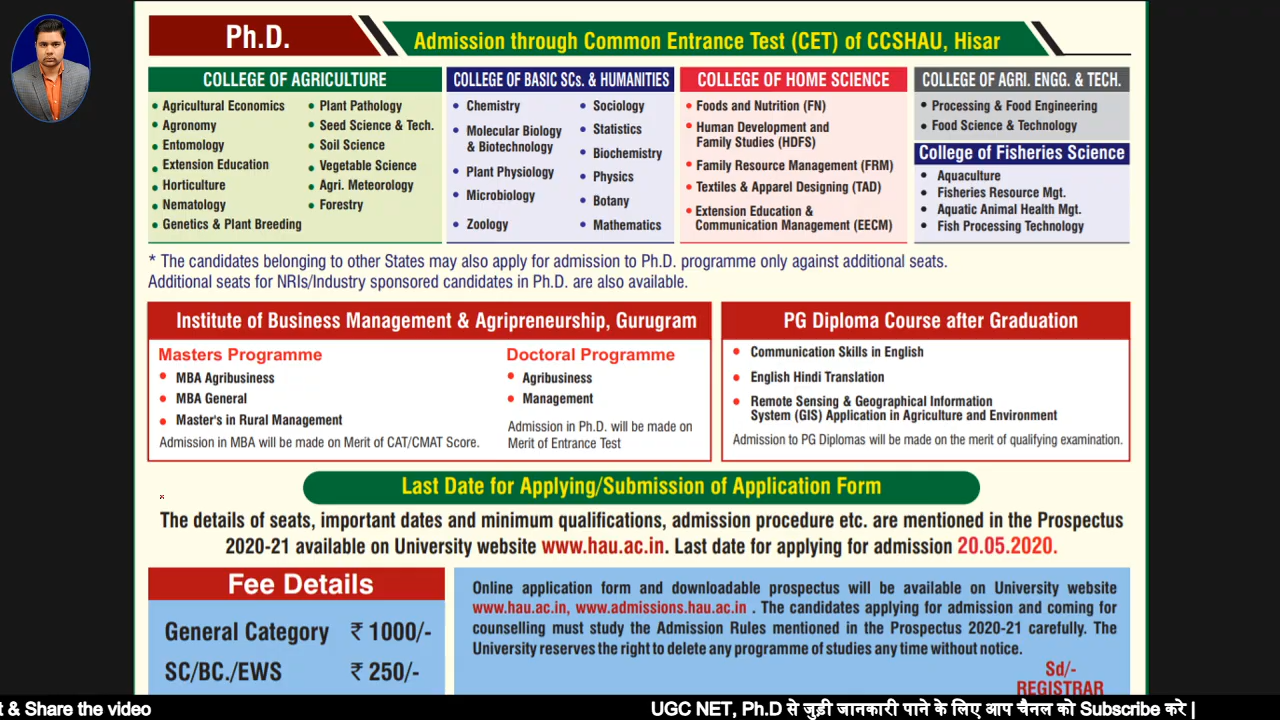 Ph.D.
Admission through Common Entrance Test (CET) of CCSHAU, Hisar
COLLEGE OF AGRICULTURE
Agricultural Economics
Agronomy
Entomology
Extension Education
Horticulture
Nematology
Genetics & Plant Breeding
Plant Pathology
Seed Science & Tech.
Soil Science
Vegetable Science
Agri. Meteorology
Forestry
COLLEGE OF BASIC SCs. & HUMANITIES
Chemistry
Molecular Biology
& Biotechnology
Plant Physiology
Microbiology
Zoology
Sociology
Statistics
Biochemistry
Physics
Botany
Mathematics
COLLEGE OF HOME SCIENCE
Foods and Nutrition (FN)
Human Development and
Family Studies (HDFS)
Family Resource Management (FRM)
Textiles & Apparel Designing (TAD)
Extension Education &
Communication Management (EECM)
COLLEGE OF AGRI. ENGG. & TECH.
Processing & Food Engineering
Food Science & Technology
College of Fisheries Science
Aquaculture
Fisheries Resource Mgt.
Aquatic Animal Health Mgt.
Fish Processing Technology
* The candidates belonging to other States may also apply for admission to Ph.D. programme only against additional seats.
Additional seats for NRIs/Industry sponsored candidates in Ph.D. are also available.
Institute of Business Management & Agripreneurship, Gurugram
Masters Programme
MBA Agribusiness
MBA General
Master's in Rural Management
Admission in MBA will be made on Merit of CAT/CMAT Score.
Doctoral Programme
Agribusiness
Management
Admission in Ph.D. will be made on
Merit of Entrance Test
PG Diploma Course after Graduation
Communication Skills in English
English Hindi Translation
Remote Sensing & Geographical Information
System (GIS) Application in Agriculture and Environment
Admission to PG Diplomas will be made on the merit of qualifying examination.
Last Date for Applying/Submission of Application Form
The details of seats, important dates and minimum qualifications, admission procedure etc. are mentioned in the Prospectus
2020-21 available on University website www.hau.ac.in. Last date for applying for admission 20.05.2020.
Fee Details
General Category ₹ 1000/-
SC/BC./EWS ₹ 250/-
Online application form and downloadable prospectus will be available on University website
www.hau.ac.in, www.admissions.hau.ac.in . The candidates applying for admission and coming for
counselling must study the Admission Rules mentioned in the Prospectus 2020-21 carefully. The
University reserves the right to delete any programme of studies any time without notice.
Sd/-
REGISTRAR
t & Share the video
UGC NET, Ph.D से जुड़ी जानकारी पाने के लिए आप चैनल को Subscribe करे |